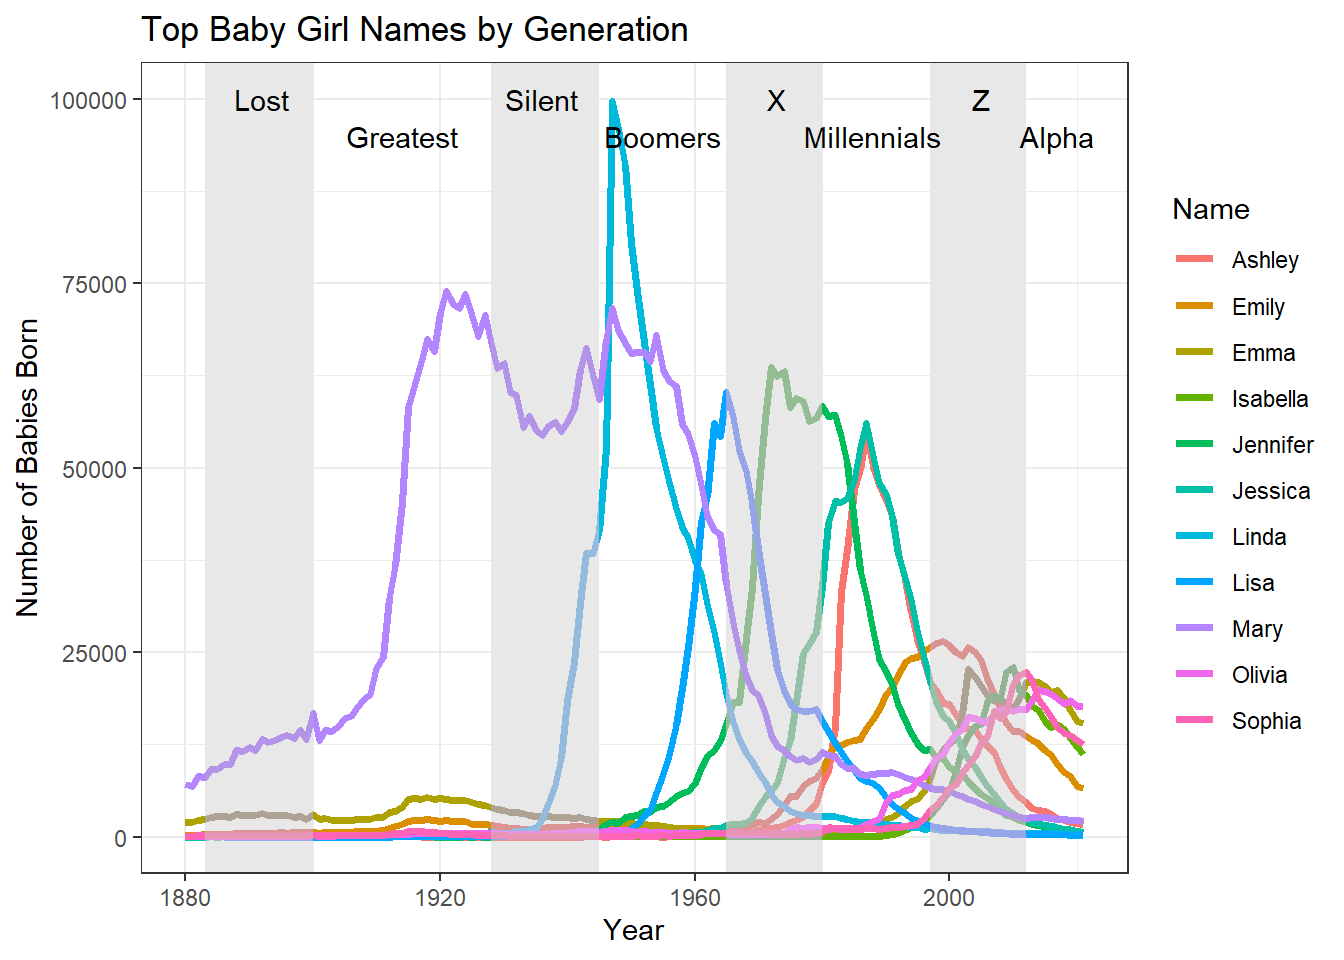 Top Baby Girl Names by Generation
Lost
Silent
X
Z
Greatest
Boomers
Millennials
Alpha
100000
75000
50000
25000
0
Number of Babies Born
1880
1920
1960
2000
Year
Name
Ashley
Emily
Emma
Isabella
Jennifer
Jessica
Linda
Lisa
Mary
Olivia
Sophia